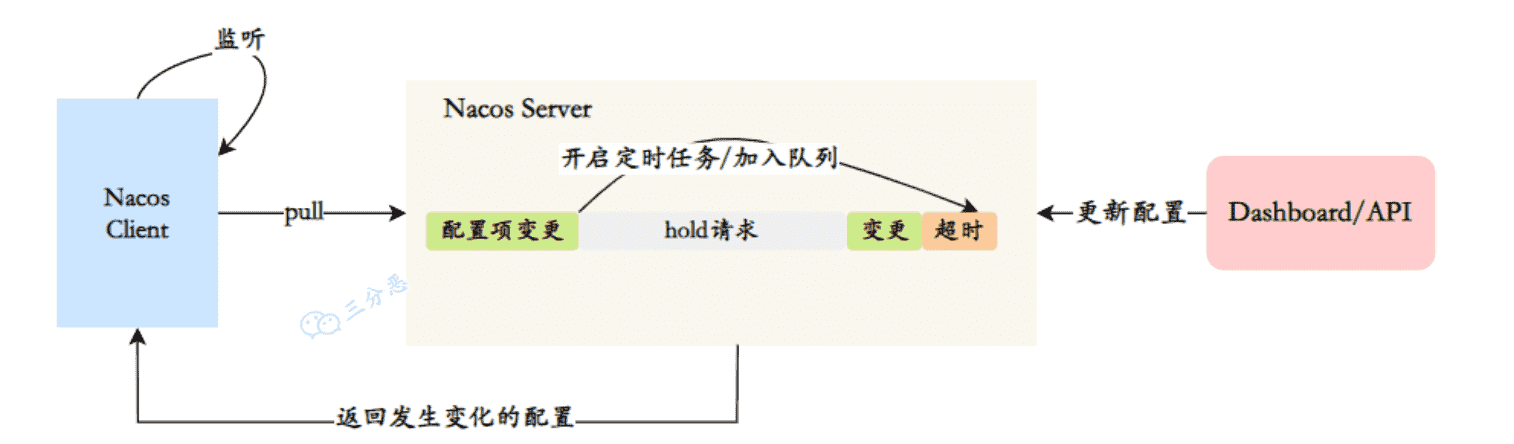 监听
Nacos Server
开启定时任务/加入队列
Nacos
Client
pull
配置项变更
hold请求
变更
超时
更新配置
Dashboard/API
三分恶
返回发生变化的配置